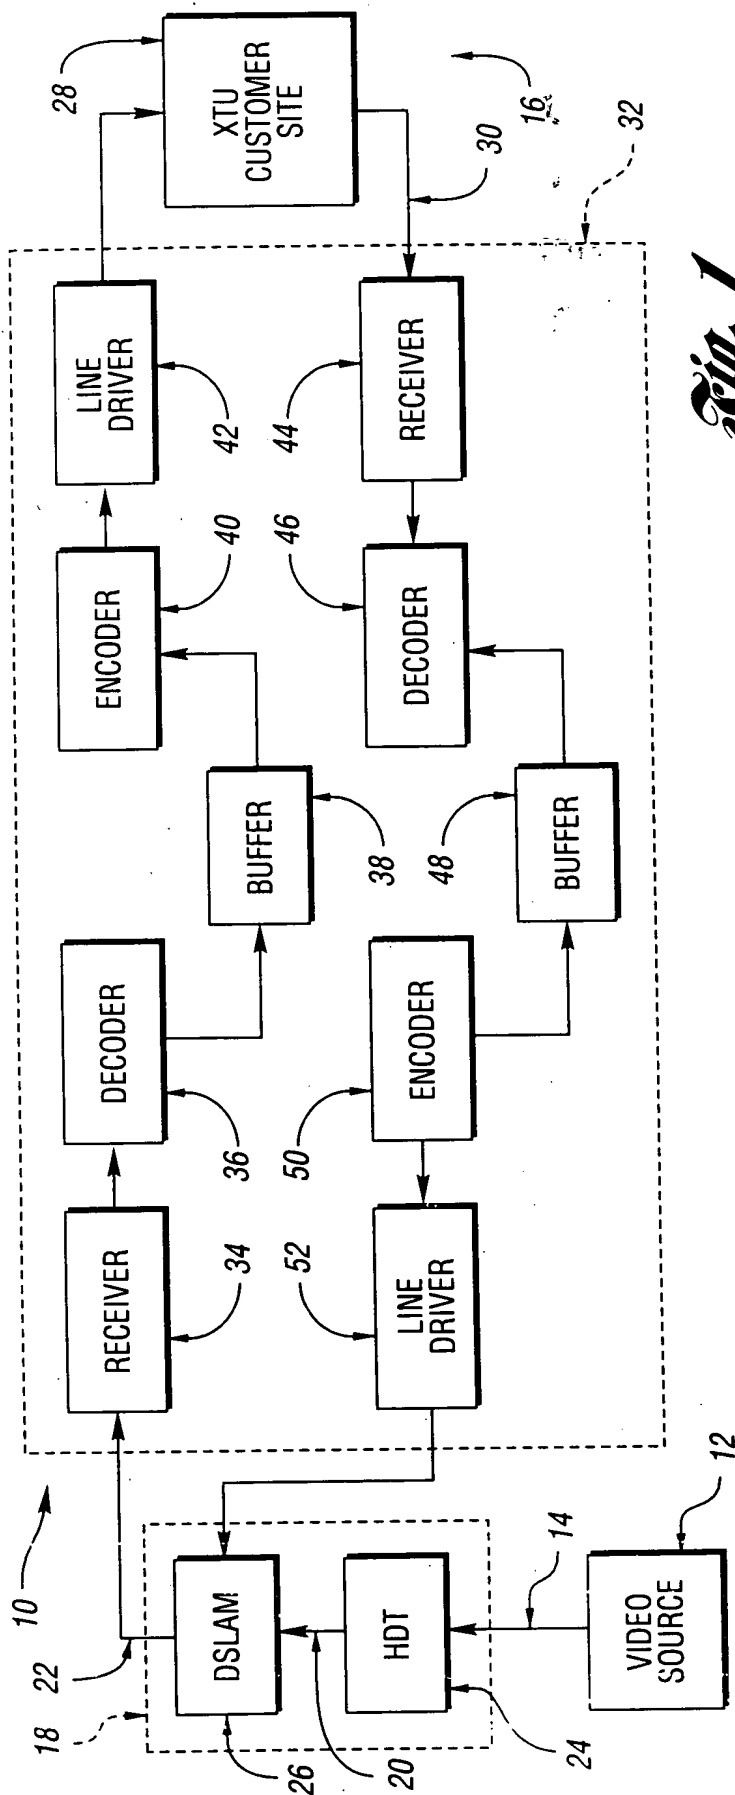 10
22
18
DSLAM
26
20
HDT
24
14
VIDEO
SOURCE
12
RECEIVER
34
DECODER
36
BUFFER
38
ENCODER
40
LINE
DRIVER
42
28
XTU
CUSTOMER
SITE
16
30
32
RECEIVER
44
DECODER
46
BUFFER
48
ENCODER
50
LINE
DRIVER
52
Fig. 1